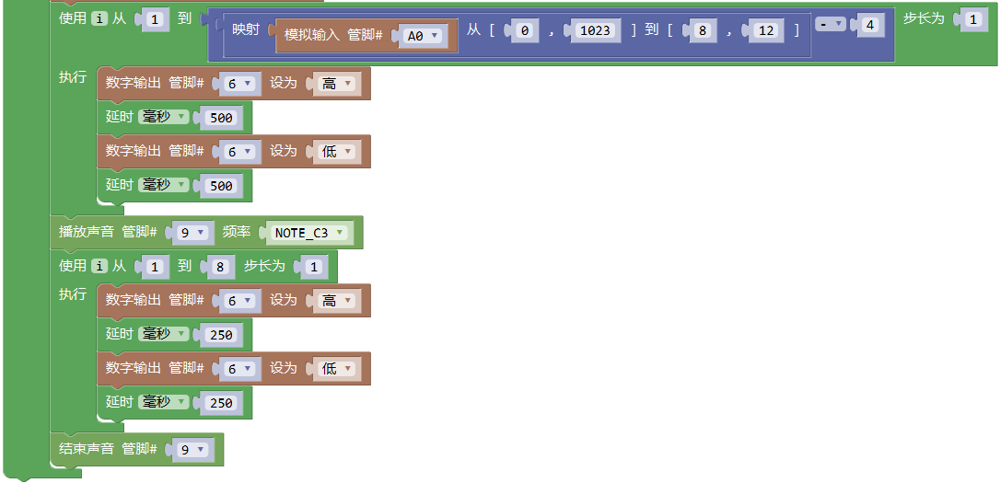 使用 i 从 1 到 映射 模拟输入 管脚# A0 从 [ 0 , 1023 ] 到 [ 8 , 12 ] - 4 步长为 1
执行 数字输出 管脚# 6 设为 高
延时 毫秒 500
数字输出 管脚# 6 设为 低
延时 毫秒 500
播放声音 管脚# 9 频率 NOTE_C3
使用 i 从 1 到 8 步长为 1
执行 数字输出 管脚# 6 设为 高
延时 毫秒 250
数字输出 管脚# 6 设为 低
延时 毫秒 250
结束声音 管脚# 9